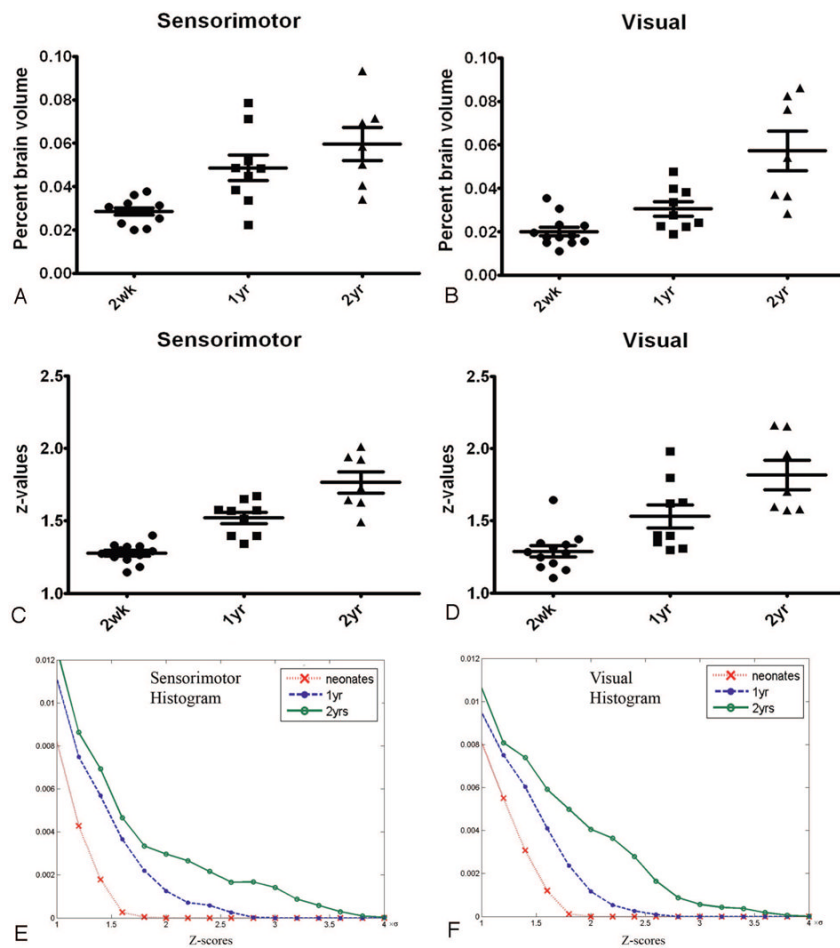 Sensorimotor
Percent brain volume
0.10
0.08
0.06
0.04
0.02
0.00
2wk
1yr
2yr
A
Visual
Percent brain volume
0.10
0.08
0.06
0.04
0.02
0.00
2wk
1yr
2yr
B
Sensorimotor
z-values
2.5
2.0
1.5
1.0
2wk
1yr
2yr
C
Visual
z-values
2.5
2.0
1.5
1.0
2wk
1yr
2yr
D
Sensorimotor
Histogram
neonates
1yr
2yrs
0.012
0.01
0.008
0.006
0.004
0.002
0
1 1.5 2 2.5 3 3.5 4
×σ
Z-scores
E
Visual
Histogram
neonates
1yr
2yrs
0.012
0.01
0.008
0.006
0.004
0.002
0
1 1.5 2 2.5 3 3.5 4
×σ
Z-scores
F